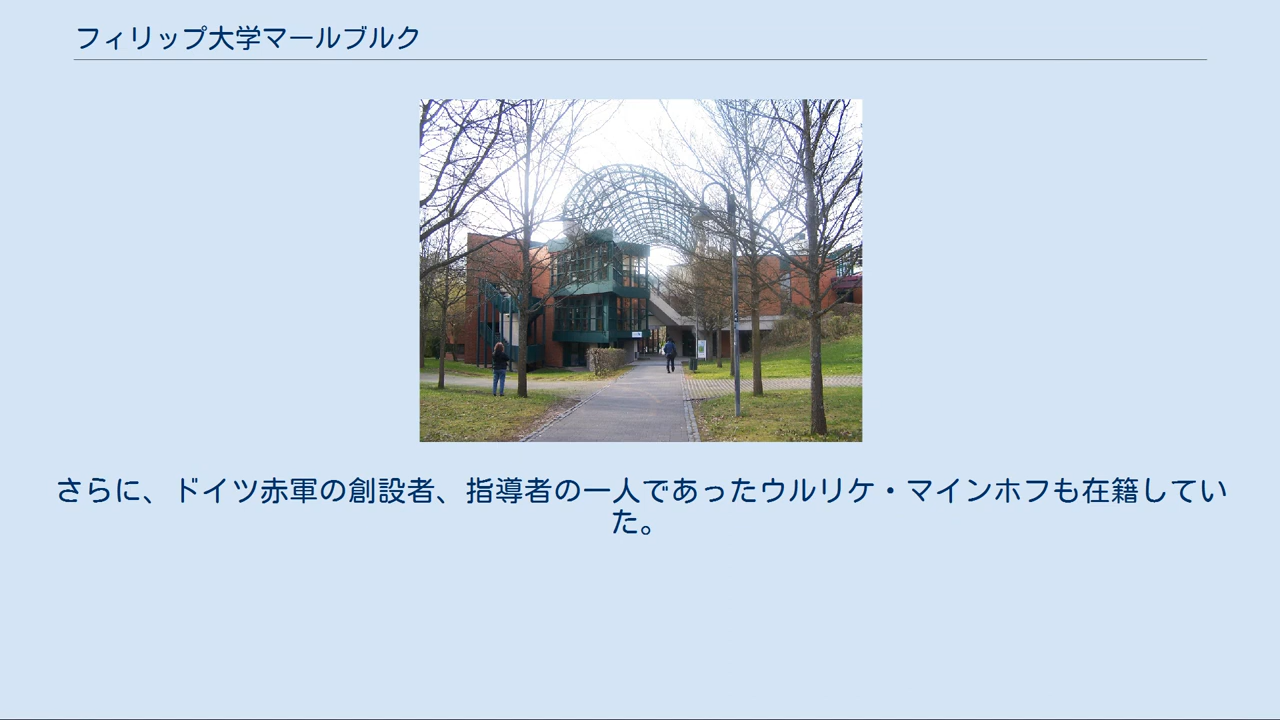 フィリップ大学マールブルク
さらに、ドイツ赤軍の創設者、指導者の一人であったウルリケ・マインホフも在籍してい
た。